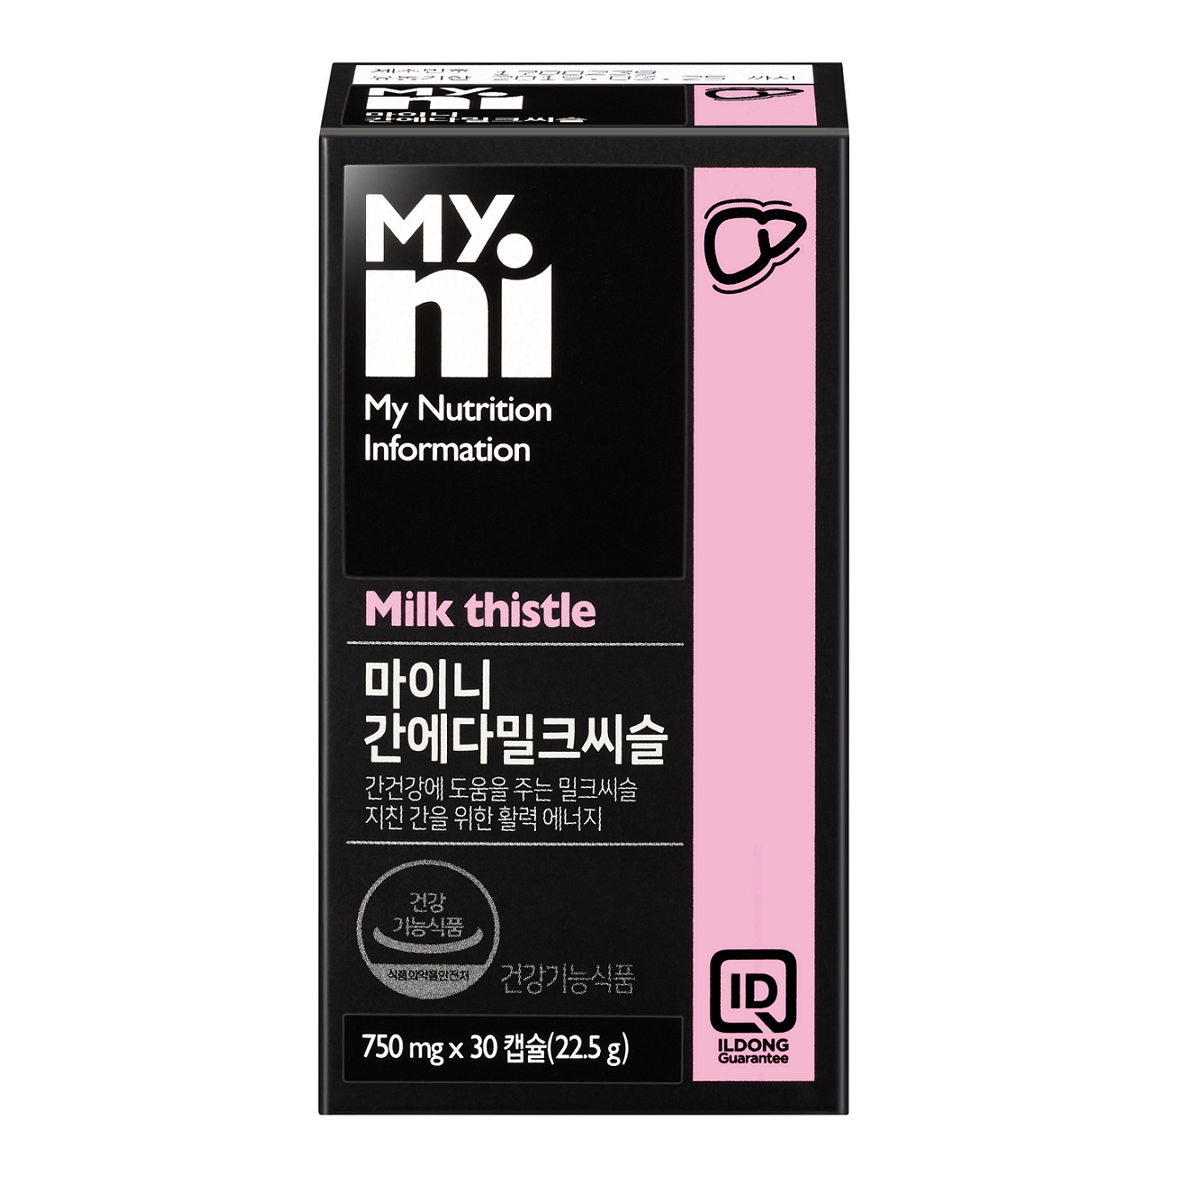 MY.
ni
마이니
간에다밀크씨슬
MY.
ni
My Nutrition
Information
Milk thistle
마이니
간에다밀크씨슬
간건강에 도움을 주는 밀크씨슬
지친 간을 위한 활력 에너지
건강
기능식품
식품의약품안전처
건강기능식품
750 mg x 30 캡슐(22.5 g)
ID
ILDONG
Guarantee